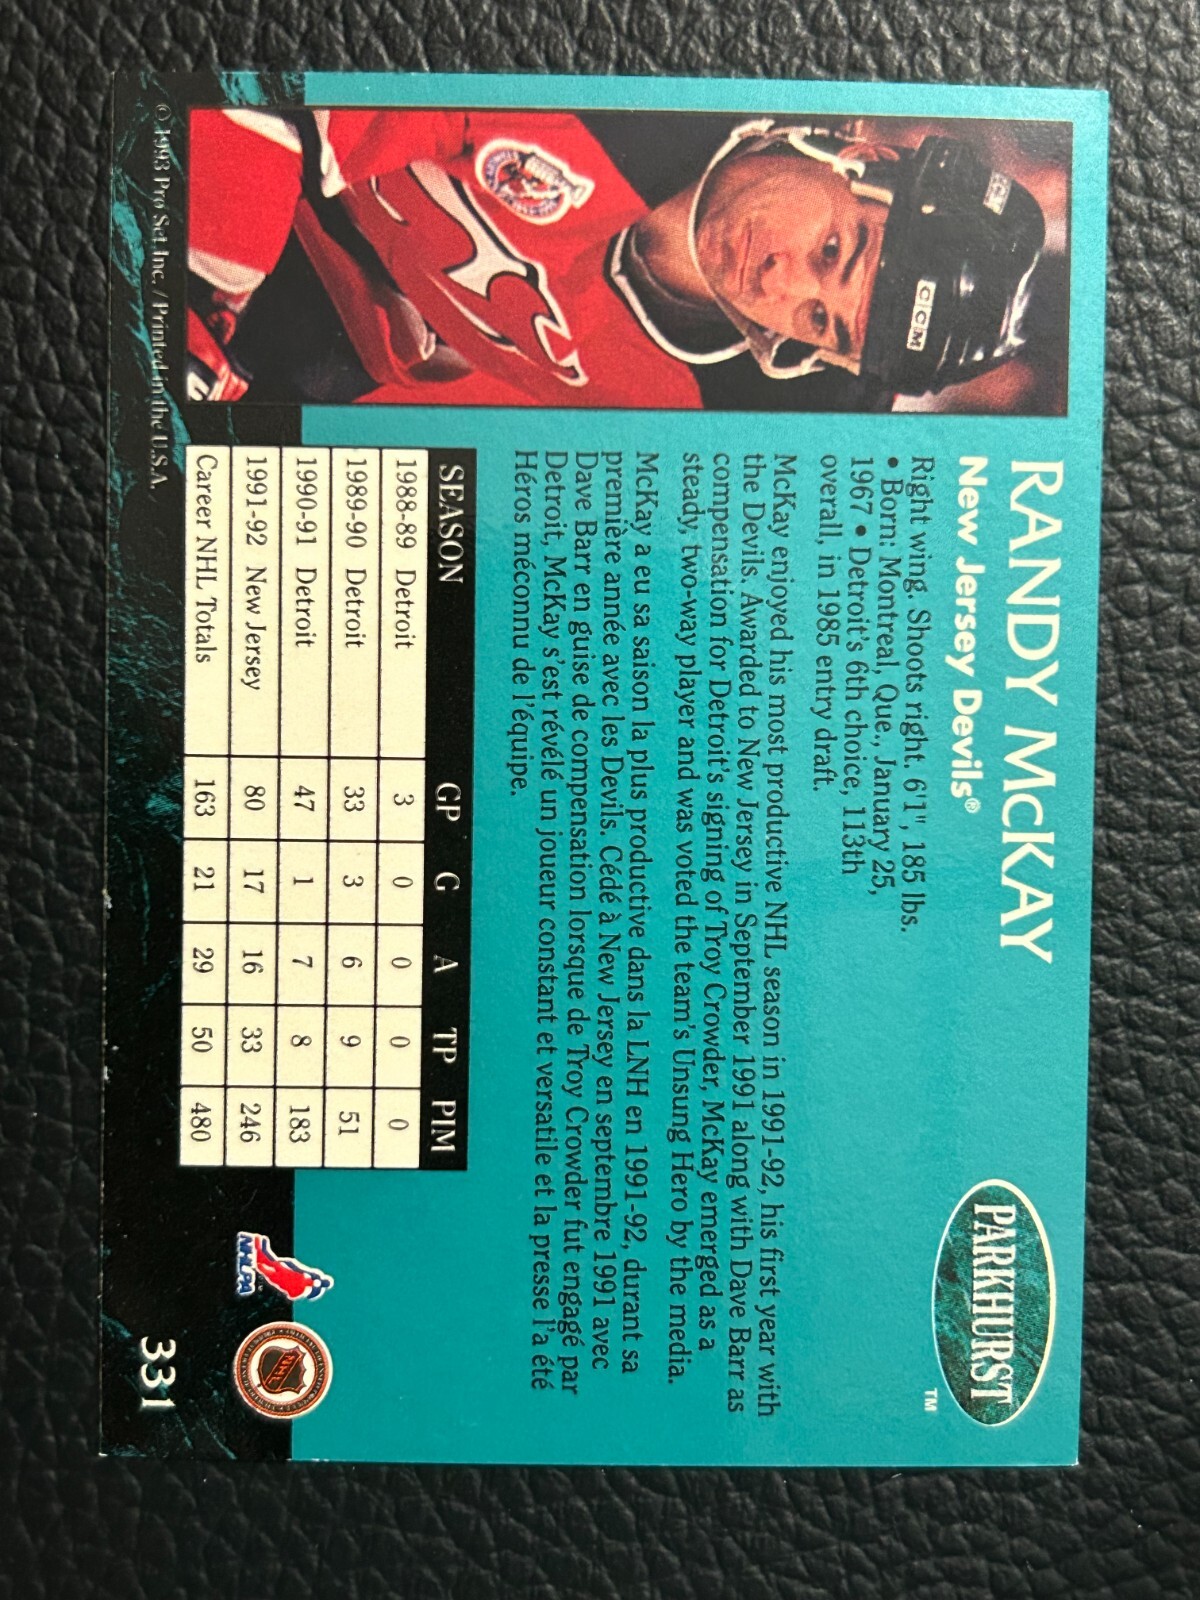 RANDY McKAY
New Jersey Devils®
PARKHURST
TM
Right wing. Shoots right. 6'1", 185 lbs.
• Born: Montreal, Que., January 25,
1967 • Detroit's 6th choice, 113th
overall, in 1985 entry draft.
McKay enjoyed his most productive NHL season in 1991-92, his first year with
the Devils. Awarded to New Jersey in September 1991 along with Dave Barr as
compensation for Detroit's signing of Troy Crowder, McKay emerged as a
steady, two-way player and was voted the team's Unsung Hero by the media.
McKay a eu sa saison la plus productive dans la LNH en 1991-92, durant sa
première année avec les Devils. Cédé à New Jersey en septembre 1991 avec
Dave Barr en guise de compensation lorsque de Troy Crowder fut engagé par
Detroit, McKay s'est révélé un joueur constant et versatile et la presse l'a été
Héros méconnu de l'équipe.
SEASON GP G A TP PIM
1988-89 Detroit 3 0 0 0 0
1989-90 Detroit 33 3 6 9 51
1990-91 Detroit 47 1 7 8 183
1991-92 New Jersey 80 17 16 33 246
Career NHL Totals 163 21 29 50 480
CCM
CCM
NHLPA
NHL
© 1993 Pro Set, Inc. / Printed in the U.S.A.
331